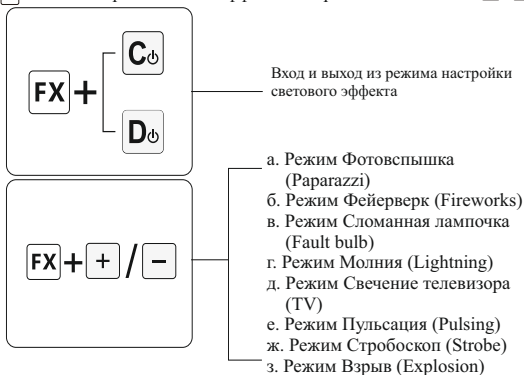 FX + C
D
Вход и выход из режима настройки
светового эффекта
а. Режим Фотовспышка
(Paparazzi)
б. Режим Фейерверк (Fireworks)
в. Режим Сломанная лампочка
(Fault bulb)
г. Режим Молния (Lightning)
FX + + / −
д. Режим Свечение телевизора
(TV)
е. Режим Пульсация (Pulsing)
ж. Режим Стробоскоп (Strobe)
з. Режим Взрыв (Explosion)